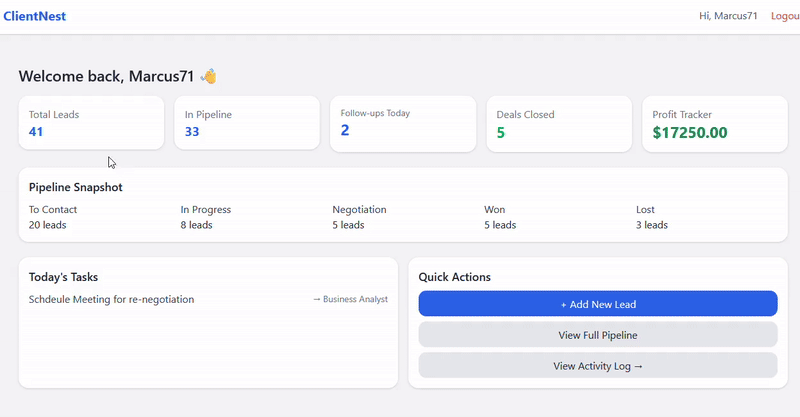 ClientNest
Hi, Marcus71
Logou
Welcome back, Marcus71 👋
Total Leads
41
In Pipeline
33
Follow-ups Today
2
Deals Closed
5
Profit Tracker
$17250.00
Pipeline Snapshot
To Contact
20 leads
In Progress
8 leads
Negotiation
5 leads
Won
5 leads
Lost
3 leads
Today's Tasks
Schdeule Meeting for re-negotiation
→ Business Analyst
Quick Actions
+ Add New Lead
View Full Pipeline
View Activity Log →